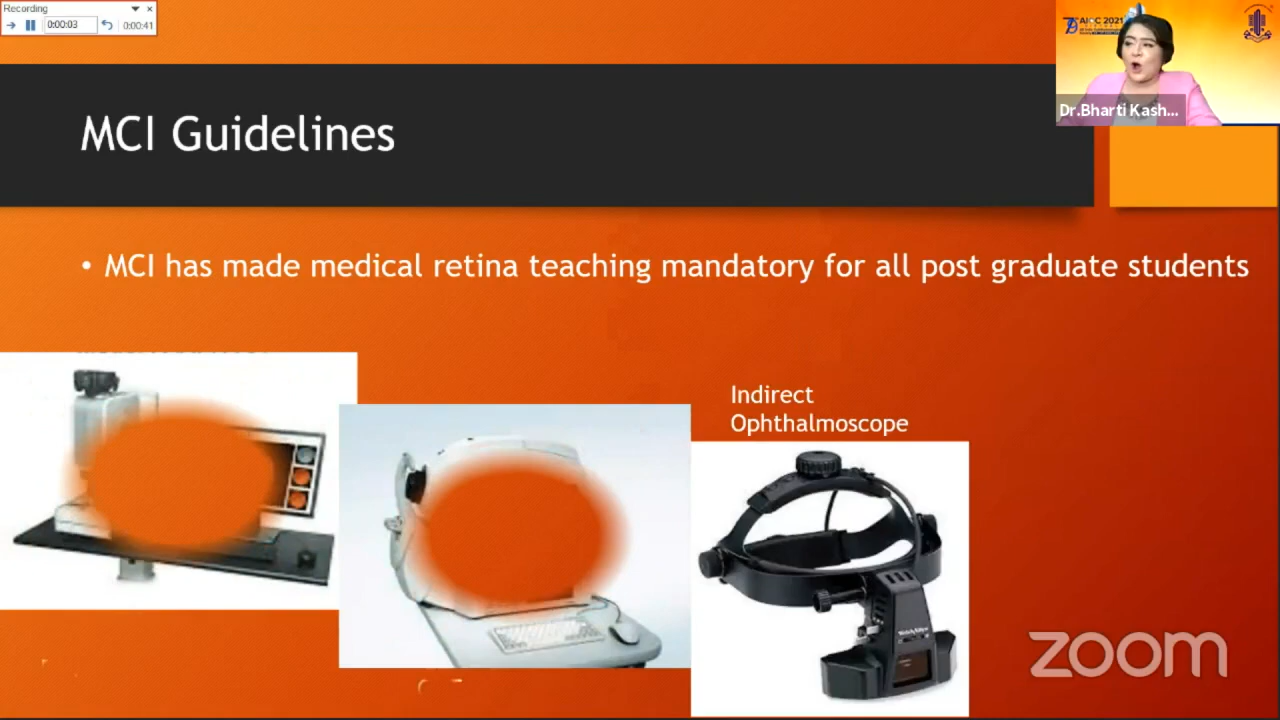 Recording
0:00:03
0:00:41
AIOC 2021
Dr.Bharti Kash...
MCI Guidelines
• MCI has made medical retina teaching mandatory for all post graduate students
Indirect
Ophthalmoscope
zoom